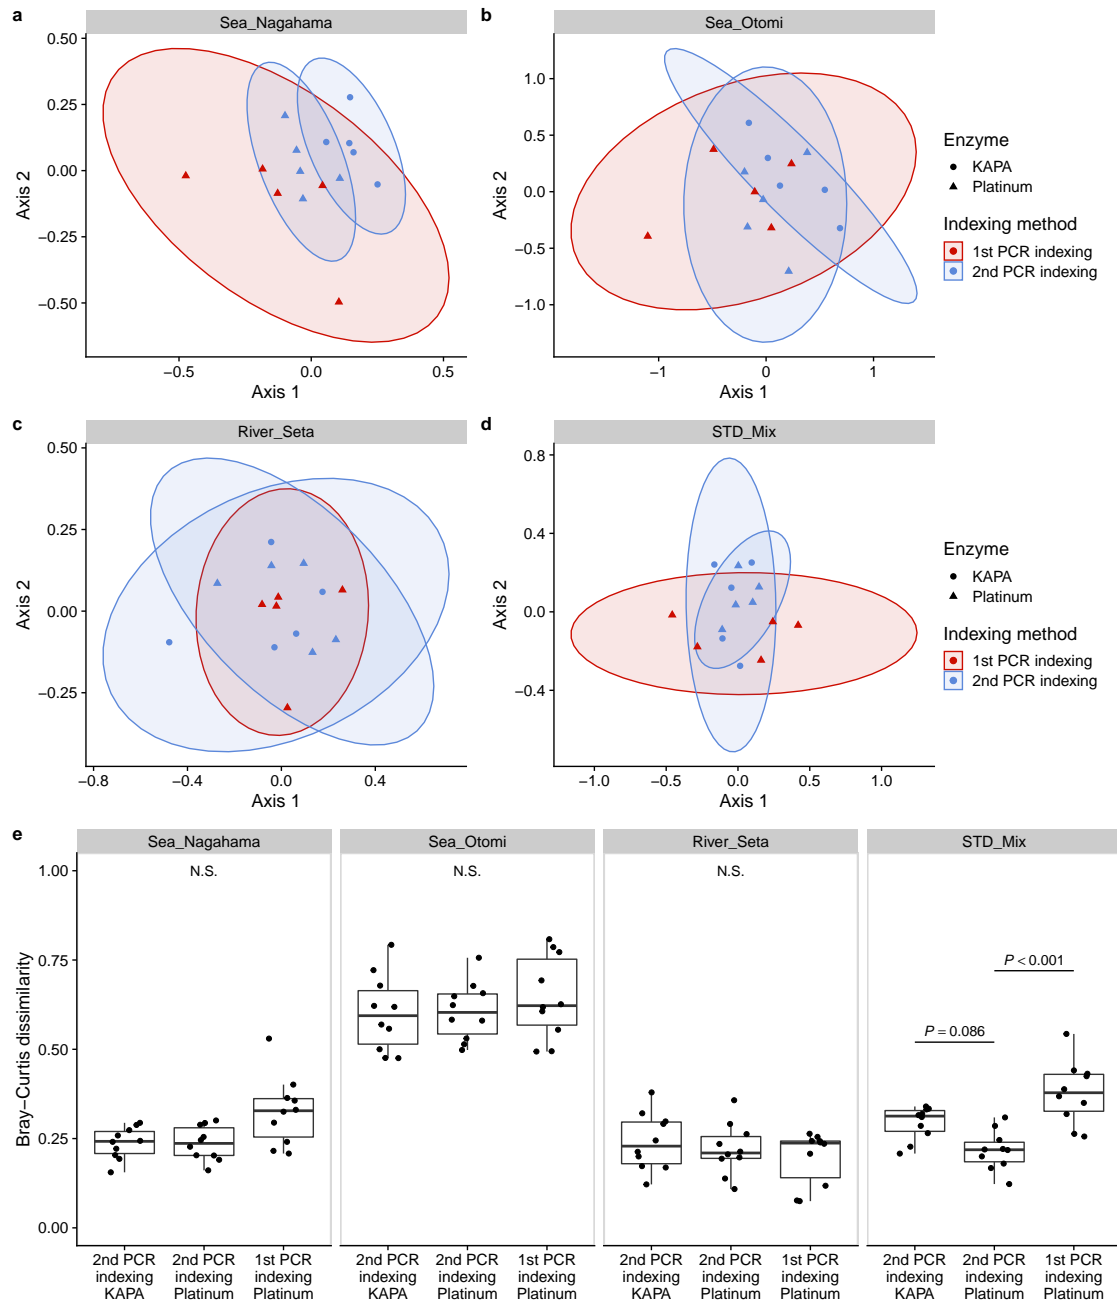 a
Sea_Nagahama
0.50
0.25
0.00
−0.25
−0.50
Axis 2
−0.5
0.0
0.5
Axis 1
b
Sea_Otomi
1.0
0.5
0.0
−0.5
−1.0
Axis 2
−1
0
1
Axis 1
Enzyme
KAPA
Platinum
Indexing method
1st PCR indexing
2nd PCR indexing
c
River_Seta
0.50
0.25
0.00
−0.25
Axis 2
−0.8
−0.4
0.0
0.4
Axis 1
d
STD_Mix
0.8
0.4
0.0
−0.4
Axis 2
−1.0
−0.5
0.0
0.5
1.0
Axis 1
Enzyme
KAPA
Platinum
Indexing method
1st PCR indexing
2nd PCR indexing
e
Sea_Nagahama
Sea_Otomi
River_Seta
STD_Mix
N.S.
N.S.
N.S.
P < 0.001
P = 0.086
1.00
0.75
0.50
0.25
0.00
Bray−Curtis dissimilarity
2nd PCR
indexing
KAPA
2nd PCR
indexing
Platinum
1st PCR
indexing
Platinum
2nd PCR
indexing
KAPA
2nd PCR
indexing
Platinum
1st PCR
indexing
Platinum
2nd PCR
indexing
KAPA
2nd PCR
indexing
Platinum
1st PCR
indexing
Platinum
2nd PCR
indexing
KAPA
2nd PCR
indexing
Platinum
1st PCR
indexing
Platinum